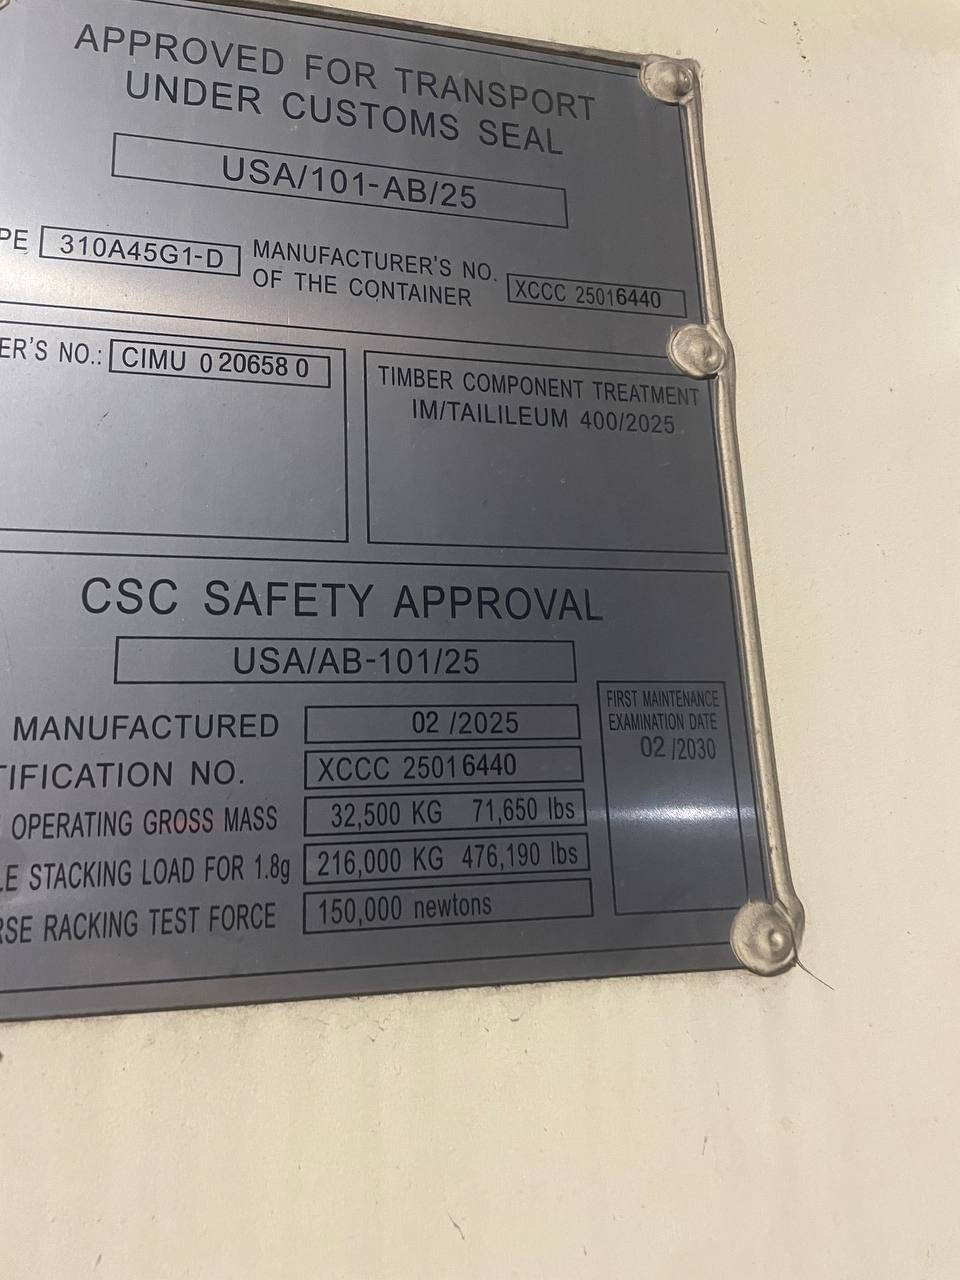 APPROVED FOR TRANSPORT
UNDER CUSTOMS SEAL
USA/101-AB/25
PE 310A45G1-D MANUFACTURER'S NO.
OF THE CONTAINER XCCC 25016440
ER'S NO.: CIMU 0 20658 0
TIMBER COMPONENT TREATMENT
IM/TAILILEUM 400/2025
CSC SAFETY APPROVAL
USA/AB-101/25
MANUFACTURED 02 /2025
TIFICATION NO. XCCC 25016440
OPERATING GROSS MASS 32,500 KG 71,650 lbs
LE STACKING LOAD FOR 1.8g 216,000 KG 476,190 lbs
RSE RACKING TEST FORCE 150,000 newtons
FIRST MAINTENANCE
EXAMINATION DATE
02 /2030